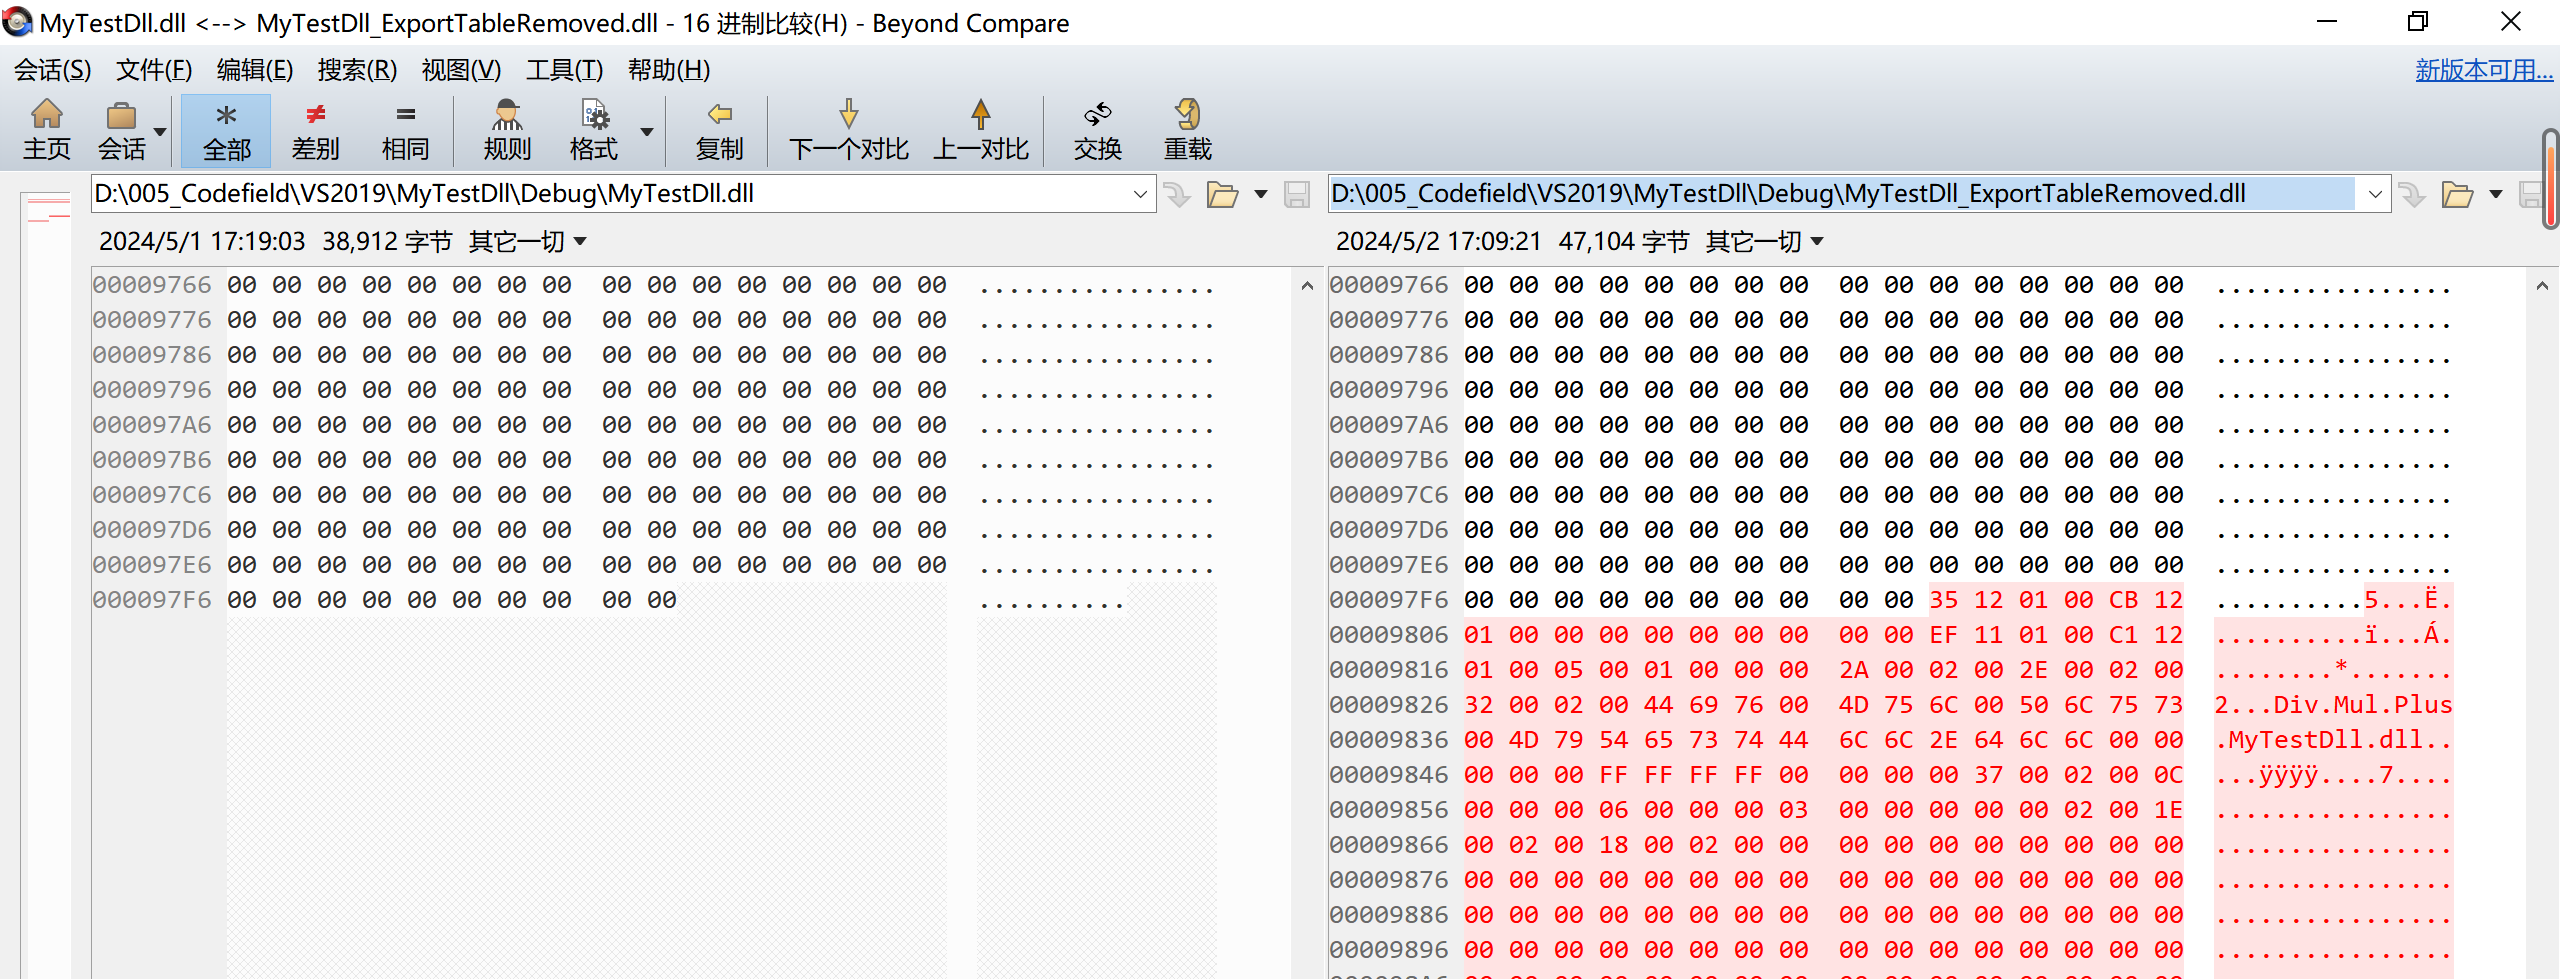 MyTestDll.dll <--> MyTestDll_ExportTableRemoved.dll - 16 进制比较(H) - Beyond Compare
会话(S) 文件(F) 编辑(E) 搜索(R) 视图(V) 工具(T) 帮助(H) 新版本可用...
主页 会话 * 全部 ≠ 差别 = 相同 规则 格式 复制 下一个对比 上一对比 交换 重载
D:\005_Codefield\VS2019\MyTestDll\Debug\MyTestDll.dll
2024/5/1 17:19:03 38,912 字节 其它一切
00009766 00 00 00 00 00 00 00 00 00 00 00 00 00 00 00 00 ................
00009776 00 00 00 00 00 00 00 00 00 00 00 00 00 00 00 00 ................
00009786 00 00 00 00 00 00 00 00 00 00 00 00 00 00 00 00 ................
00009796 00 00 00 00 00 00 00 00 00 00 00 00 00 00 00 00 ................
000097A6 00 00 00 00 00 00 00 00 00 00 00 00 00 00 00 00 ................
000097B6 00 00 00 00 00 00 00 00 00 00 00 00 00 00 00 00 ................
000097C6 00 00 00 00 00 00 00 00 00 00 00 00 00 00 00 00 ................
000097D6 00 00 00 00 00 00 00 00 00 00 00 00 00 00 00 00 ................
000097E6 00 00 00 00 00 00 00 00 00 00 00 00 00 00 00 00 ................
000097F6 00 00 00 00 00 00 00 00 00 00 ..........
D:\005_Codefield\VS2019\MyTestDll\Debug\MyTestDll_ExportTableRemoved.dll
2024/5/2 17:09:21 47,104 字节 其它一切
00009766 00 00 00 00 00 00 00 00 00 00 00 00 00 00 00 00 ................
00009776 00 00 00 00 00 00 00 00 00 00 00 00 00 00 00 00 ................
00009786 00 00 00 00 00 00 00 00 00 00 00 00 00 00 00 00 ................
00009796 00 00 00 00 00 00 00 00 00 00 00 00 00 00 00 00 ................
000097A6 00 00 00 00 00 00 00 00 00 00 00 00 00 00 00 00 ................
000097B6 00 00 00 00 00 00 00 00 00 00 00 00 00 00 00 00 ................
000097C6 00 00 00 00 00 00 00 00 00 00 00 00 00 00 00 00 ................
000097D6 00 00 00 00 00 00 00 00 00 00 00 00 00 00 00 00 ................
000097E6 00 00 00 00 00 00 00 00 00 00 00 00 00 00 00 00 ................
000097F6 00 00 00 00 00 00 00 00 00 00 35 12 01 00 CB 12 ..........5...Ë.
00009806 01 00 00 00 00 00 00 00 00 00 EF 11 01 00 C1 12 ..........ï...Á.
00009816 01 00 05 00 01 00 00 00 2A 00 02 00 2E 00 02 00 ........*.......
00009826 32 00 02 00 44 69 76 00 4D 75 6C 00 50 6C 75 73 2...Div.Mul.Plus
00009836 00 4D 79 54 65 73 74 44 6C 6C 2E 64 6C 6C 00 00 .MyTestDll.dll..
00009846 00 00 00 FF FF FF FF 00 00 00 00 37 00 02 00 0C ...ÿÿÿÿ....7....
00009856 00 00 00 06 00 00 00 03 00 00 00 00 00 02 00 1E ................
00009866 00 02 00 18 00 02 00 00 00 00 00 00 00 00 00 00 ................
00009876 00 00 00 00 00 00 00 00 00 00 00 00 00 00 00 00 ................
00009886 00 00 00 00 00 00 00 00 00 00 00 00 00 00 00 00 ................
00009896 00 00 00 00 00 00 00 00 00 00 00 00 00 00 00 00 ................